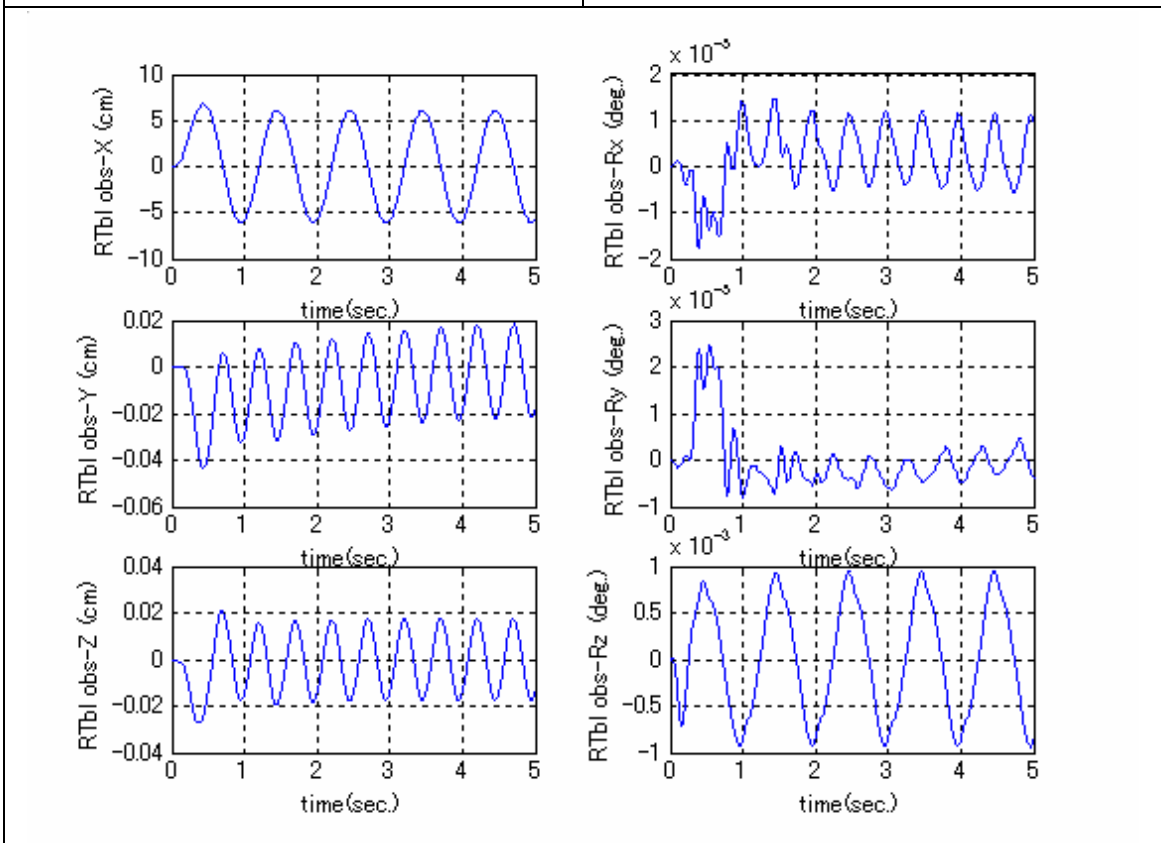 RTbl obs-X (cm)
10
5
0
-5
-10
0 1 2 3 4 5
time(sec.)
x 10⁻⁵
RTbl obs-Rx (deg.)
2
1
0
-1
-2
0 1 2 3 4 5
time(sec.)
RTbl obs-Y (cm)
0.02
0
-0.02
-0.04
-0.06
0 1 2 3 4 5
time(sec.)
x 10⁻⁵
RTbl obs-Ry (deg.)
3
2
1
0
-1
0 1 2 3 4 5
time(sec.)
RTbl obs-Z (cm)
0.04
0.02
0
-0.02
-0.04
0 1 2 3 4 5
time(sec.)
x 10⁻³
RTbl obs-Rz (deg.)
1
0.5
0
-0.5
-1
0 1 2 3 4 5
time(sec.)